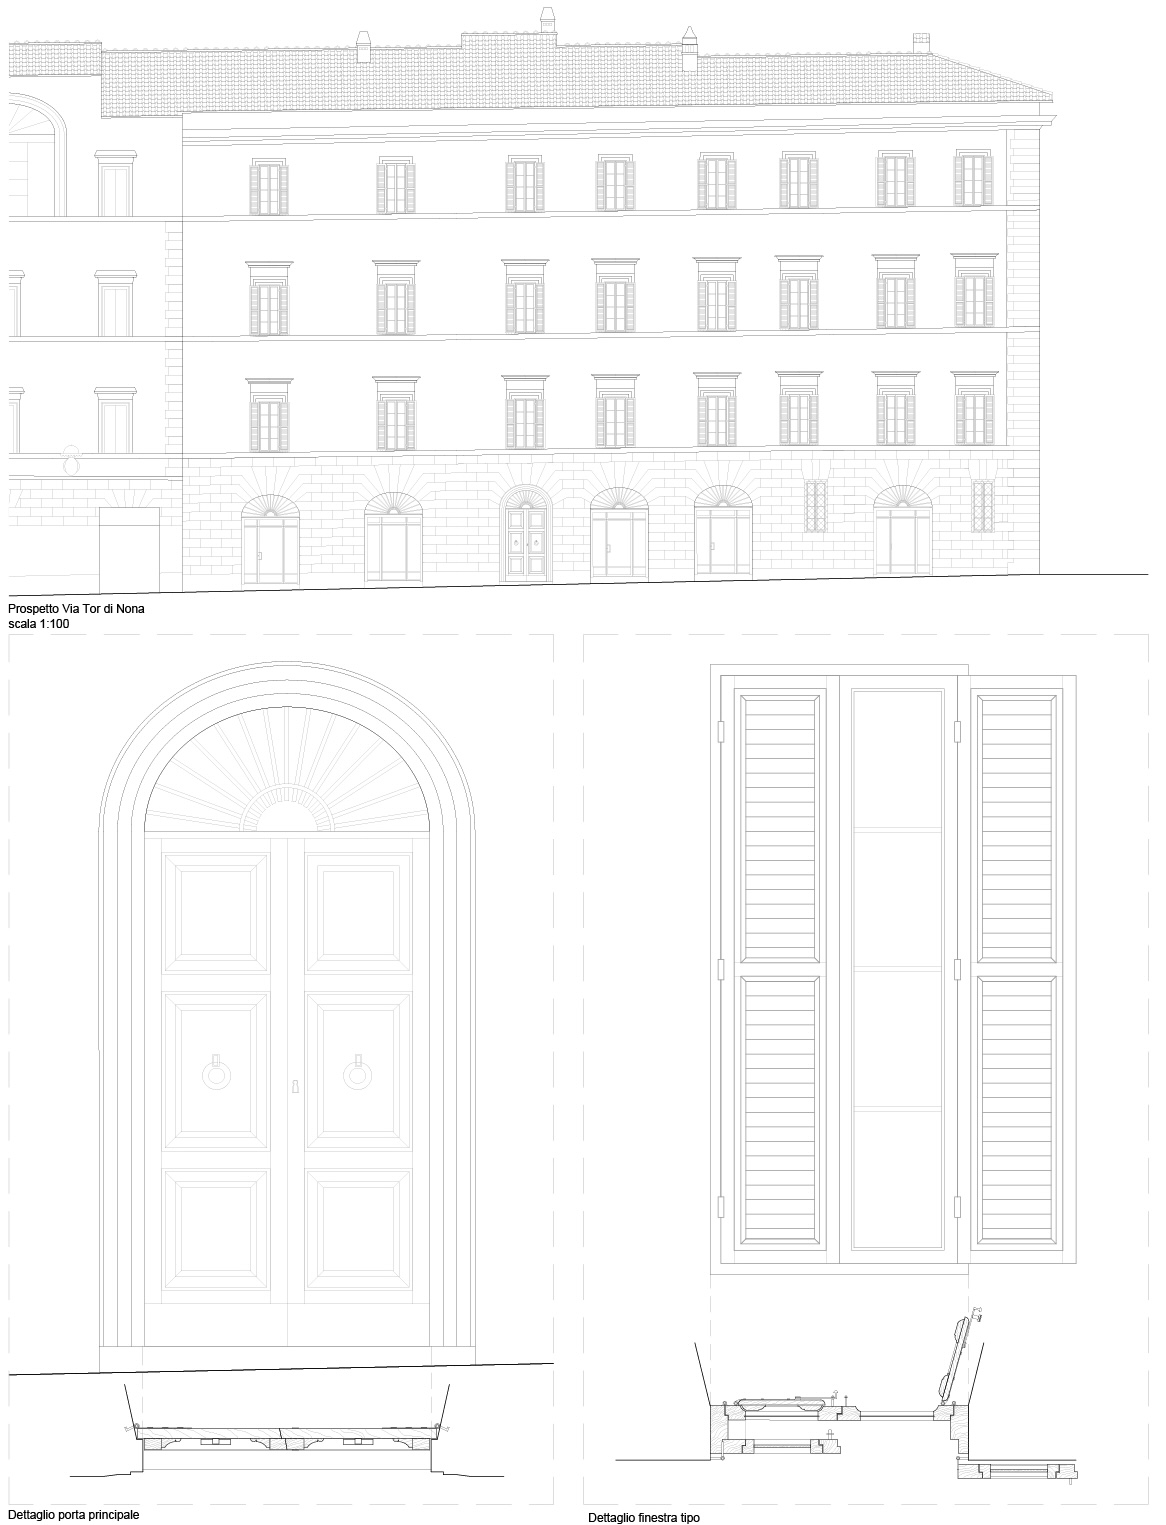 Prospetto Via Tor di Nona
scala 1:100
Dettaglio porta principale
Dettaglio finestra tipo